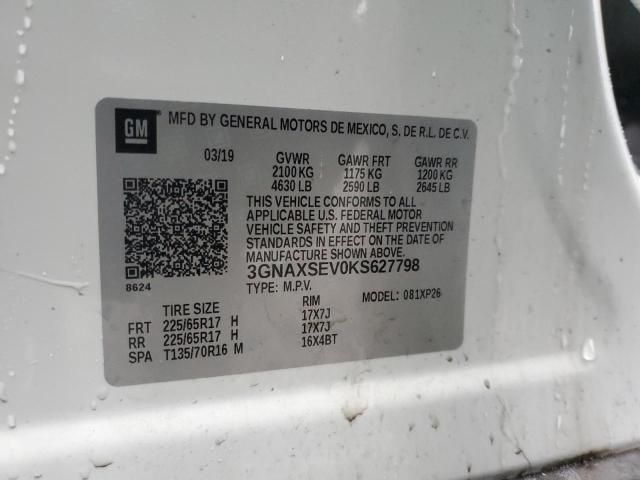 GM MFD BY GENERAL MOTORS DE MEXICO, S. DE R.L. DE C.V.
03/19 GVWR GAWR FRT GAWR RR
2100 KG 1175 KG 1200 KG
4630 LB 2590 LB 2645 LB
THIS VEHICLE CONFORMS TO ALL
APPLICABLE U.S. FEDERAL MOTOR
VEHICLE SAFETY AND THEFT PREVENTION
STANDARDS IN EFFECT ON THE DATE OF
MANUFACTURE SHOWN ABOVE.
8624 3GNAXSEV0KS627798
TYPE: M.P.V. MODEL: 081XP26
TIRE SIZE RIM
FRT 225/65R17 H 17X7J
RR 225/65R17 H 17X7J
SPA T135/70R16 M 16X4BT